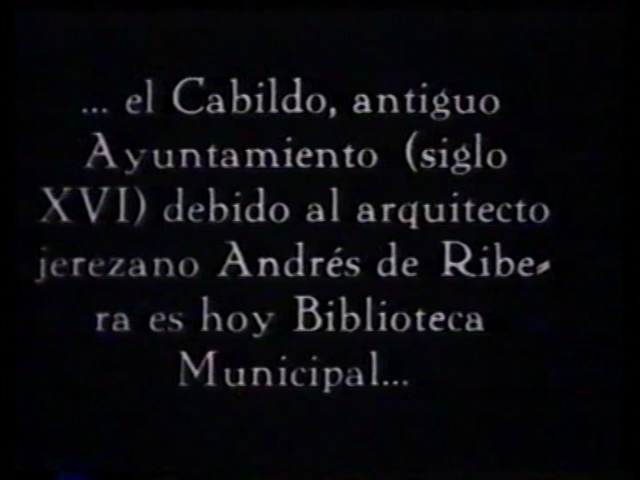 ... el Cabildo, antiguo
Ayuntamiento (siglo
XVI) debido al arquitecto
jerezano Andrés de Ribe-
ra es hoy Biblioteca
Municipal...